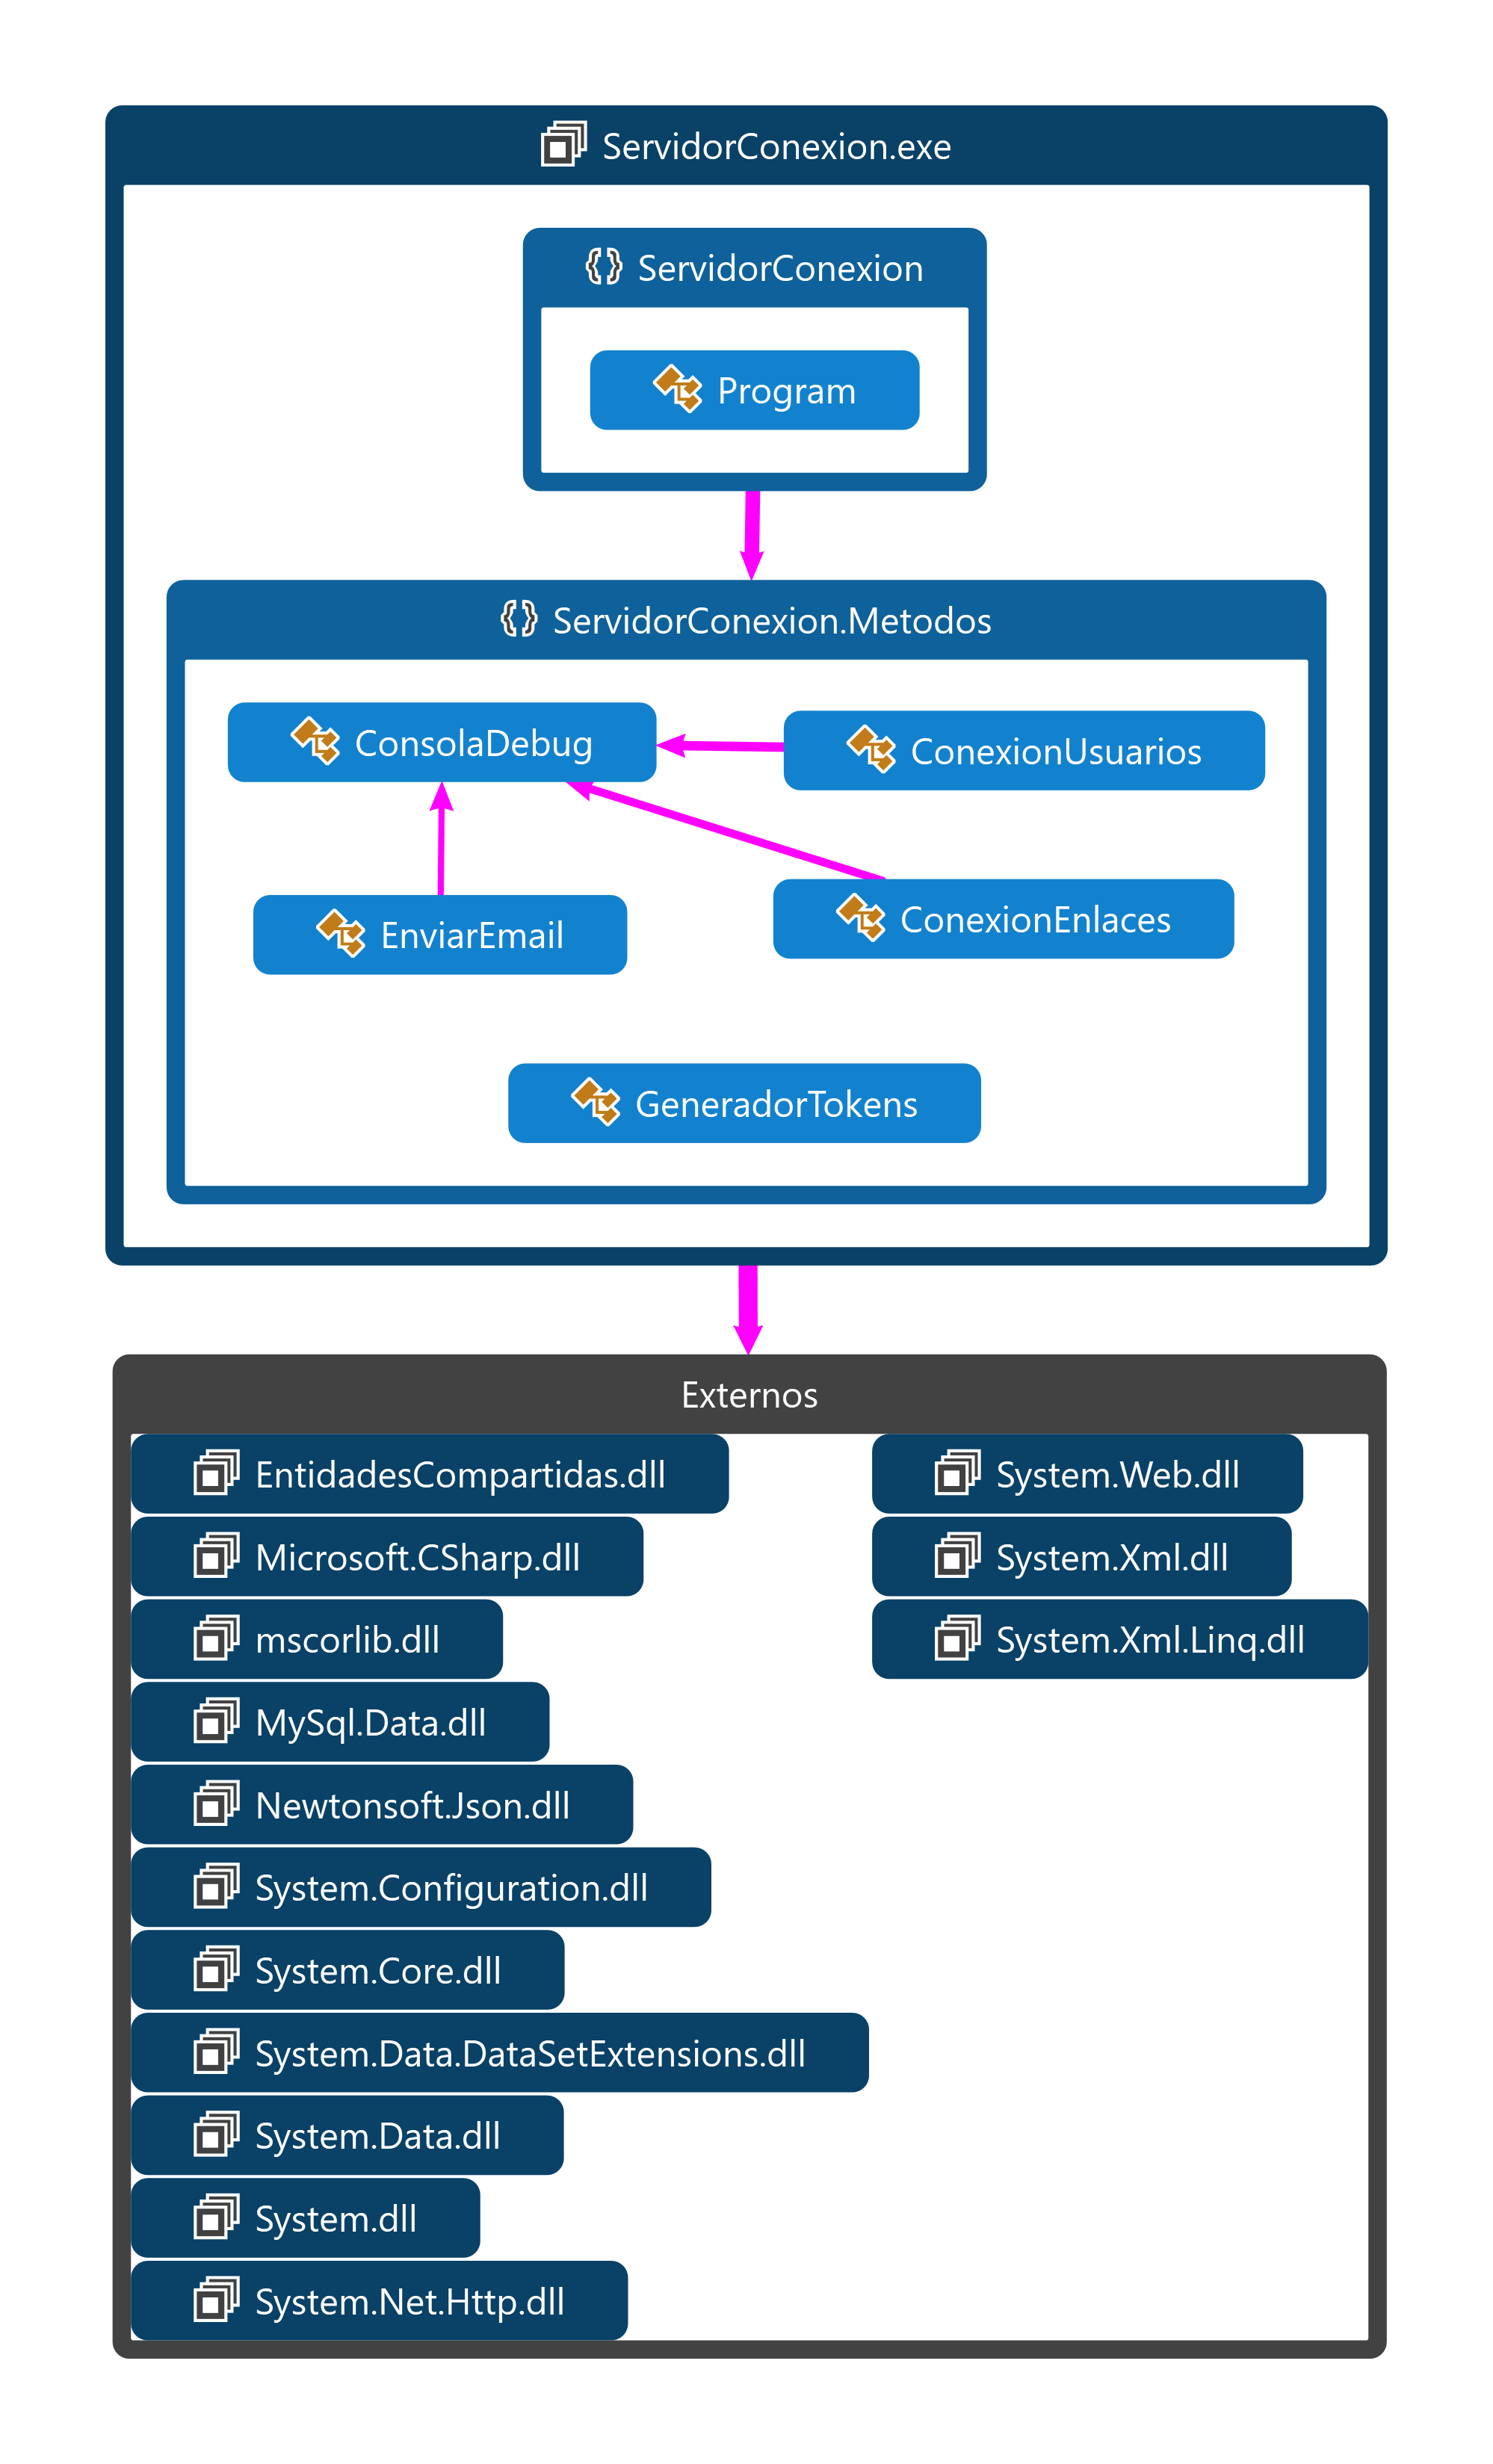 ServidorConexion.exe
{} ServidorConexion
Program
{} ServidorConexion.Metodos
ConsolaDebug
ConexionUsuarios
EnviarEmail
ConexionEnlaces
GeneradorTokens
Externos
EntidadesCompartidas.dll
Microsoft.CSharp.dll
mscorlib.dll
MySql.Data.dll
Newtonsoft.Json.dll
System.Configuration.dll
System.Core.dll
System.Data.DataSetExtensions.dll
System.Data.dll
System.dll
System.Net.Http.dll
System.Web.dll
System.Xml.dll
System.Xml.Linq.dll